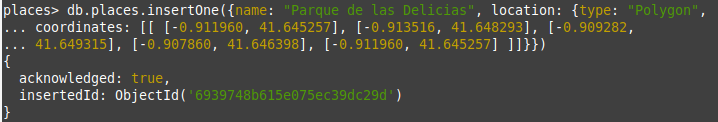 places> db.places.insertOne({name: "Parque de las Delicias", location: {type: "Polygon",
... coordinates: [[ [-0.911960, 41.645257], [-0.913516, 41.648293], [-0.909282,
... 41.649315], [-0.907860, 41.646398], [-0.911960, 41.645257] ]]}})
{
  acknowledged: true,
  insertedId: ObjectId('6939748b615e075ec39dc29d')
}